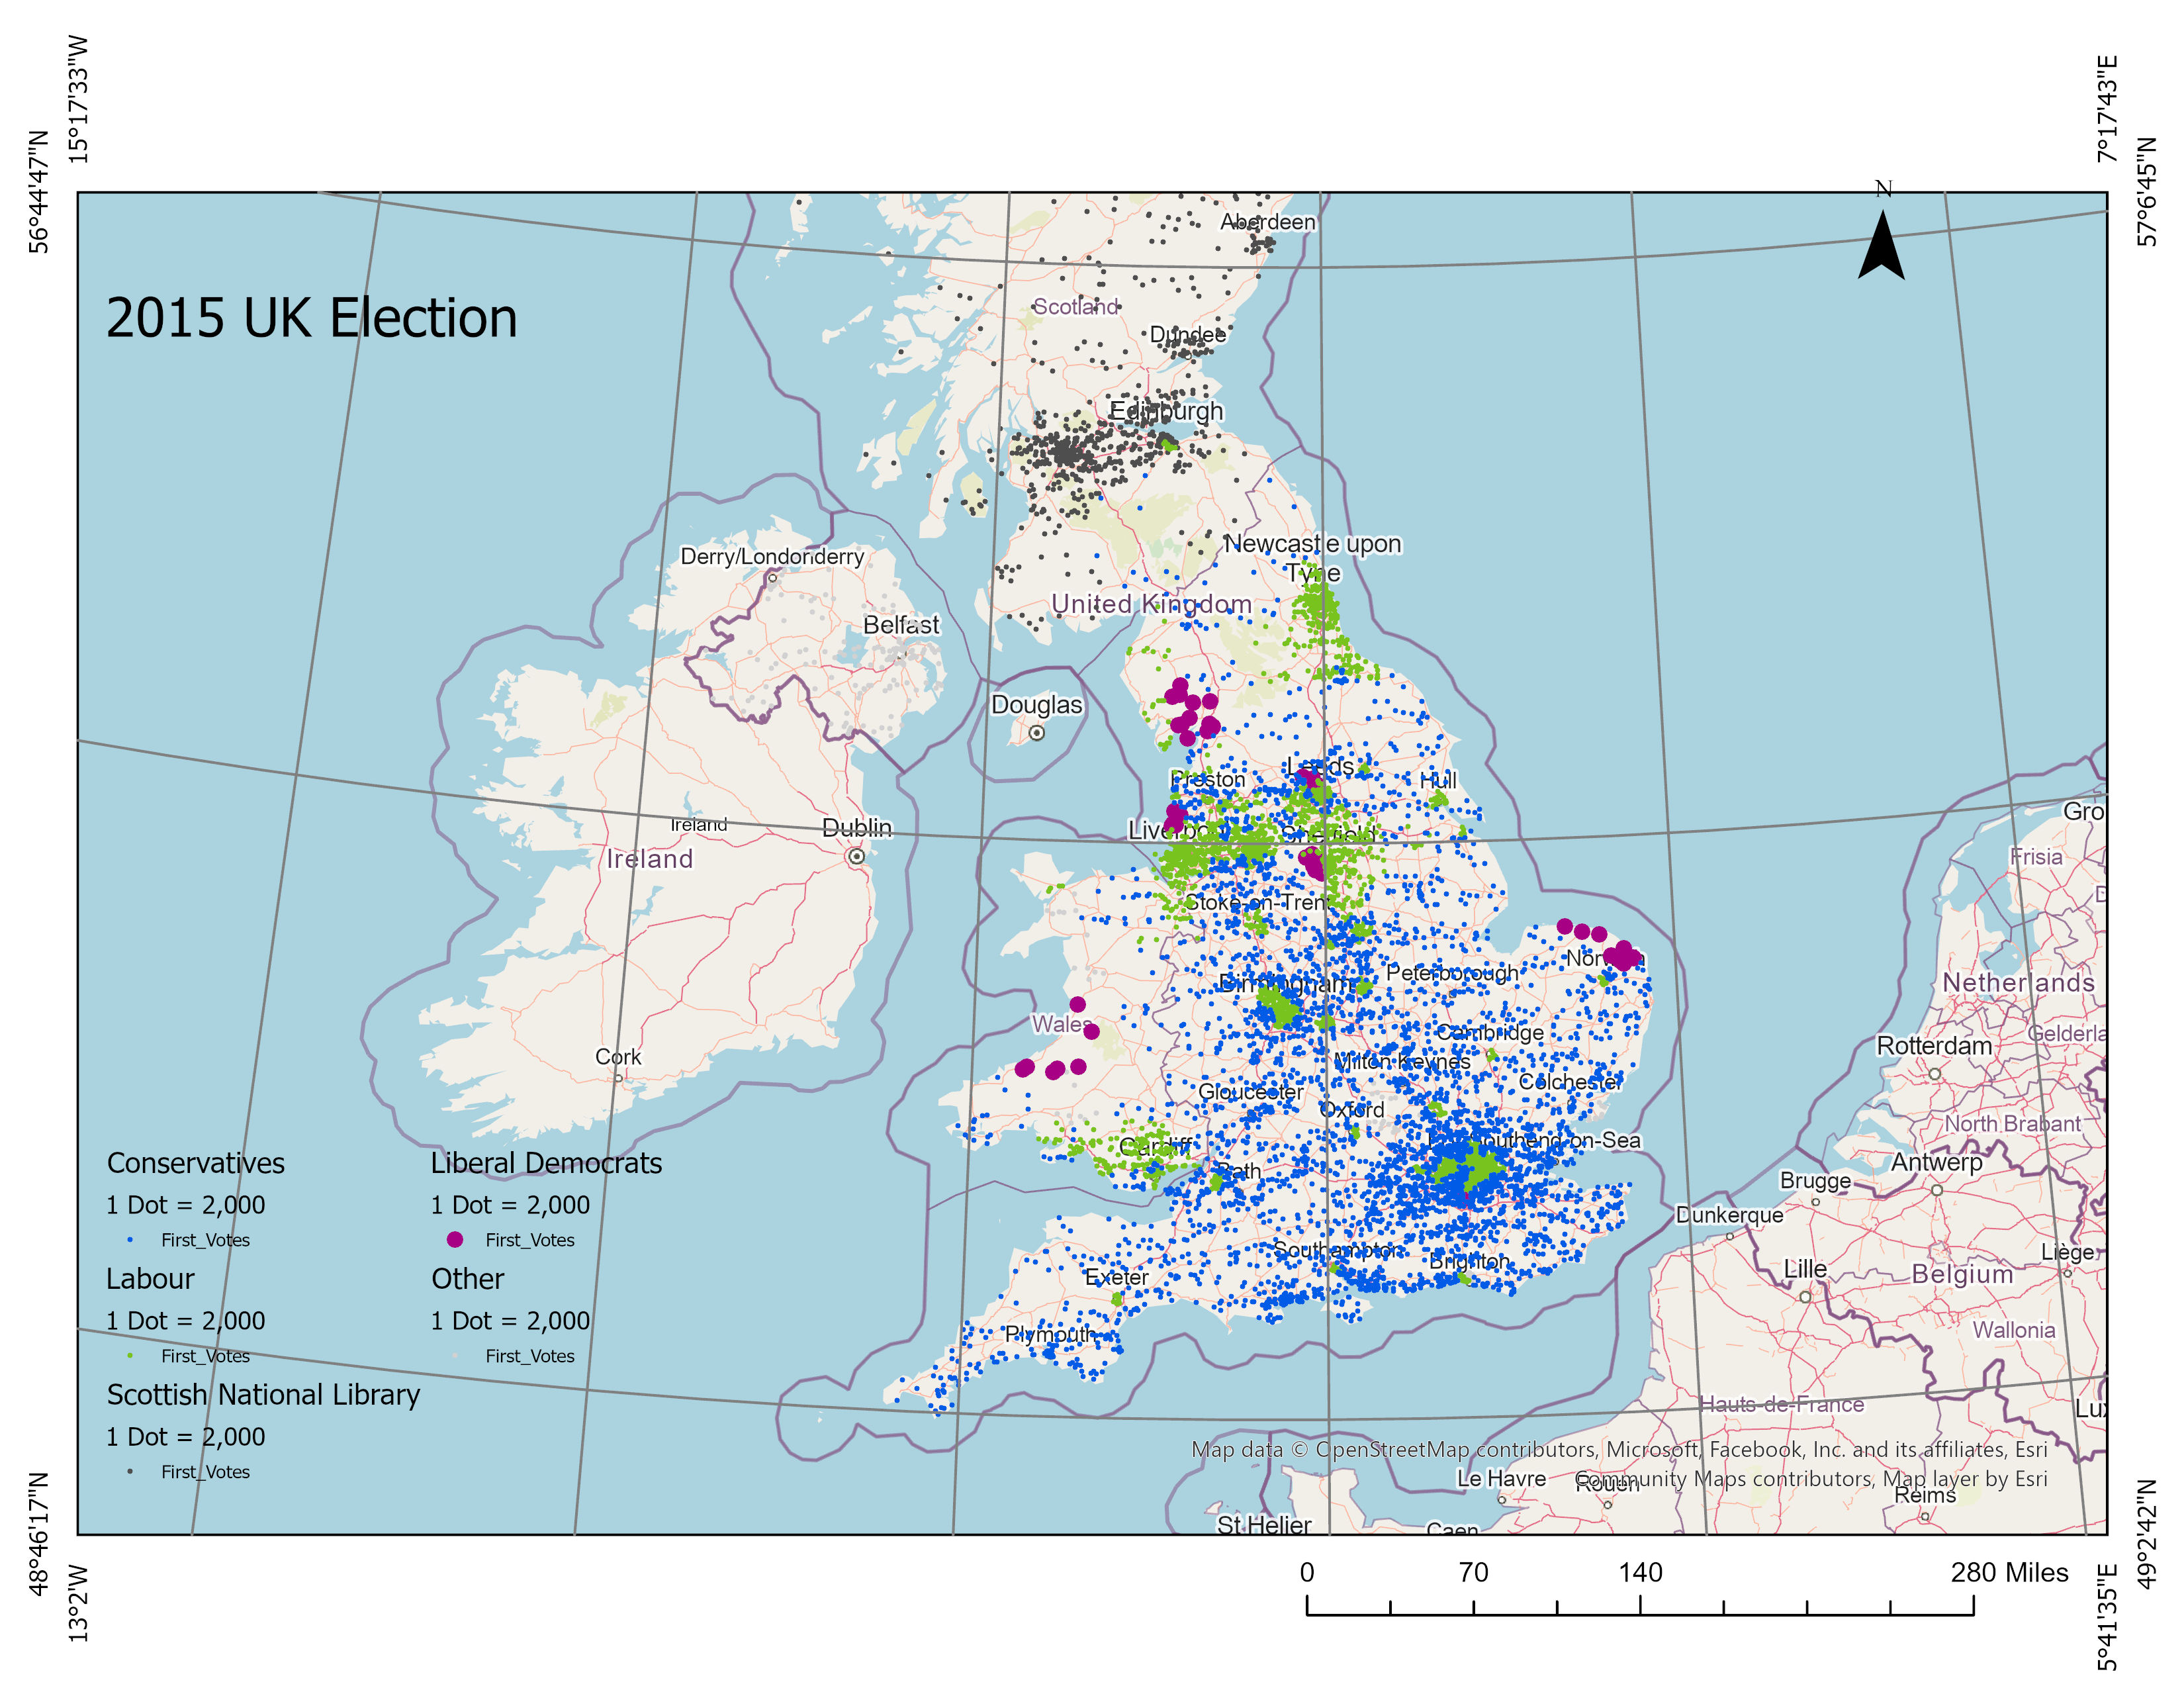 15°17'33"W
7°17'43"E
56°44'47"N
57°6'45"N
N
Aberdeen
2015 UK Election
Scotland
Dundee
Edinburgh
Newcastle upon
Tyne
Derry/Londonderry
United Kingdom
Belfast
Douglas
Leeds
Preston
Hull
Ireland
Dublin
Liverpool
Sheffield
Ireland
Gro
Frisia
D
Stoke-on-Trent
Norwich
Birmingham
Peterborough
Netherlands
Wales
Cambridge
Gelderla
Cork
Milton Keynes
Rotterdam
Gloucester
Colchester
Oxford
North Brabant
Cardiff
Southend-on-Sea
Bath
Antwerp
Brugge
Dunkerque
Southampton
Brighton
Exeter
Lille
Liège
Belgium
Plymouth
Wallonia
Hauts-de-France
Lux
Conservatives
1 Dot = 2,000
First_Votes
Labour
1 Dot = 2,000
First_Votes
Scottish National Library
1 Dot = 2,000
First_Votes
Liberal Democrats
1 Dot = 2,000
First_Votes
Other
1 Dot = 2,000
First_Votes
Map data © OpenStreetMap contributors, Microsoft, Facebook, Inc. and its affiliates, Esri
Community Maps contributors, Map layer by Esri
Le Havre
Rouen
Reims
St Helier
Caen
48°46'17"N
49°2'42"N
13°2'W
5°41'35"E
0 70 140 280 Miles